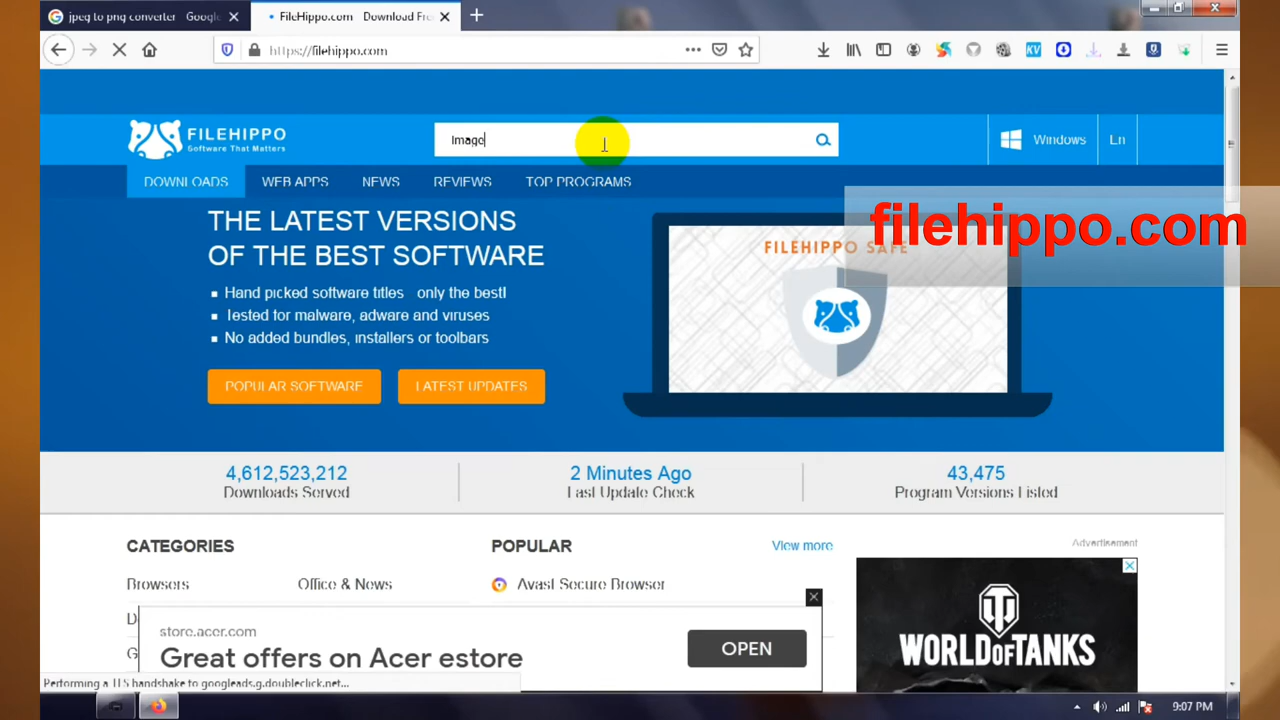 jpeg to png converter - Google
FileHippo.com - Download Fre
https://filehippo.com
KV
FILEHIPPO
Software That Matters
Image
Windows
En
DOWNLOADS
WEB APPS
NEWS
REVIEWS
TOP PROGRAMS
filehippo.com
THE LATEST VERSIONS
OF THE BEST SOFTWARE
FILEHIPPO SAFE
Hand picked software titles only the best!
Tested for malware, adware and viruses
No added bundles, installers or toolbars
POPULAR SOFTWARE
LATEST UPDATES
4,612,523,212
Downloads Served
2 Minutes Ago
Last Update Check
43,475
Program Versions Listed
CATEGORIES
POPULAR
View more
Advertisement
Browsers
Office & News
Avast Secure Browser
D
G
store.acer.com
Great offers on Acer estore
OPEN
WORLD OF TANKS
Performing a TLS handshake to googleads.g.doubleclick.net...
9:07 PM